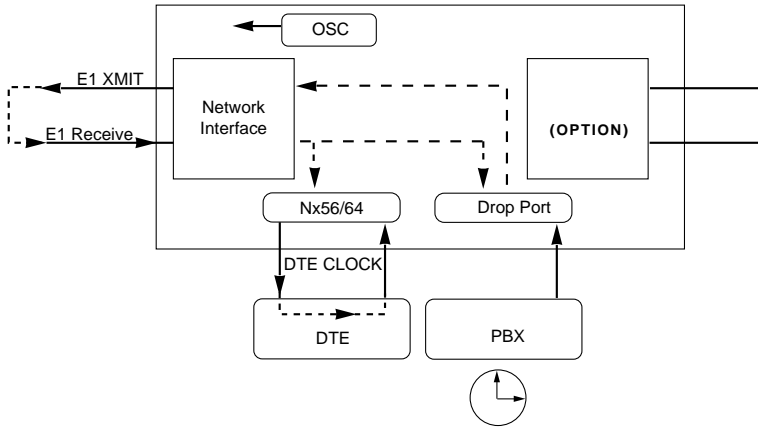 OSC
E1 XMIT
Network
Interface
(OPTION)
E1 Receive
Nx56/64
Drop Port
DTE CLOCK
DTE
PBX